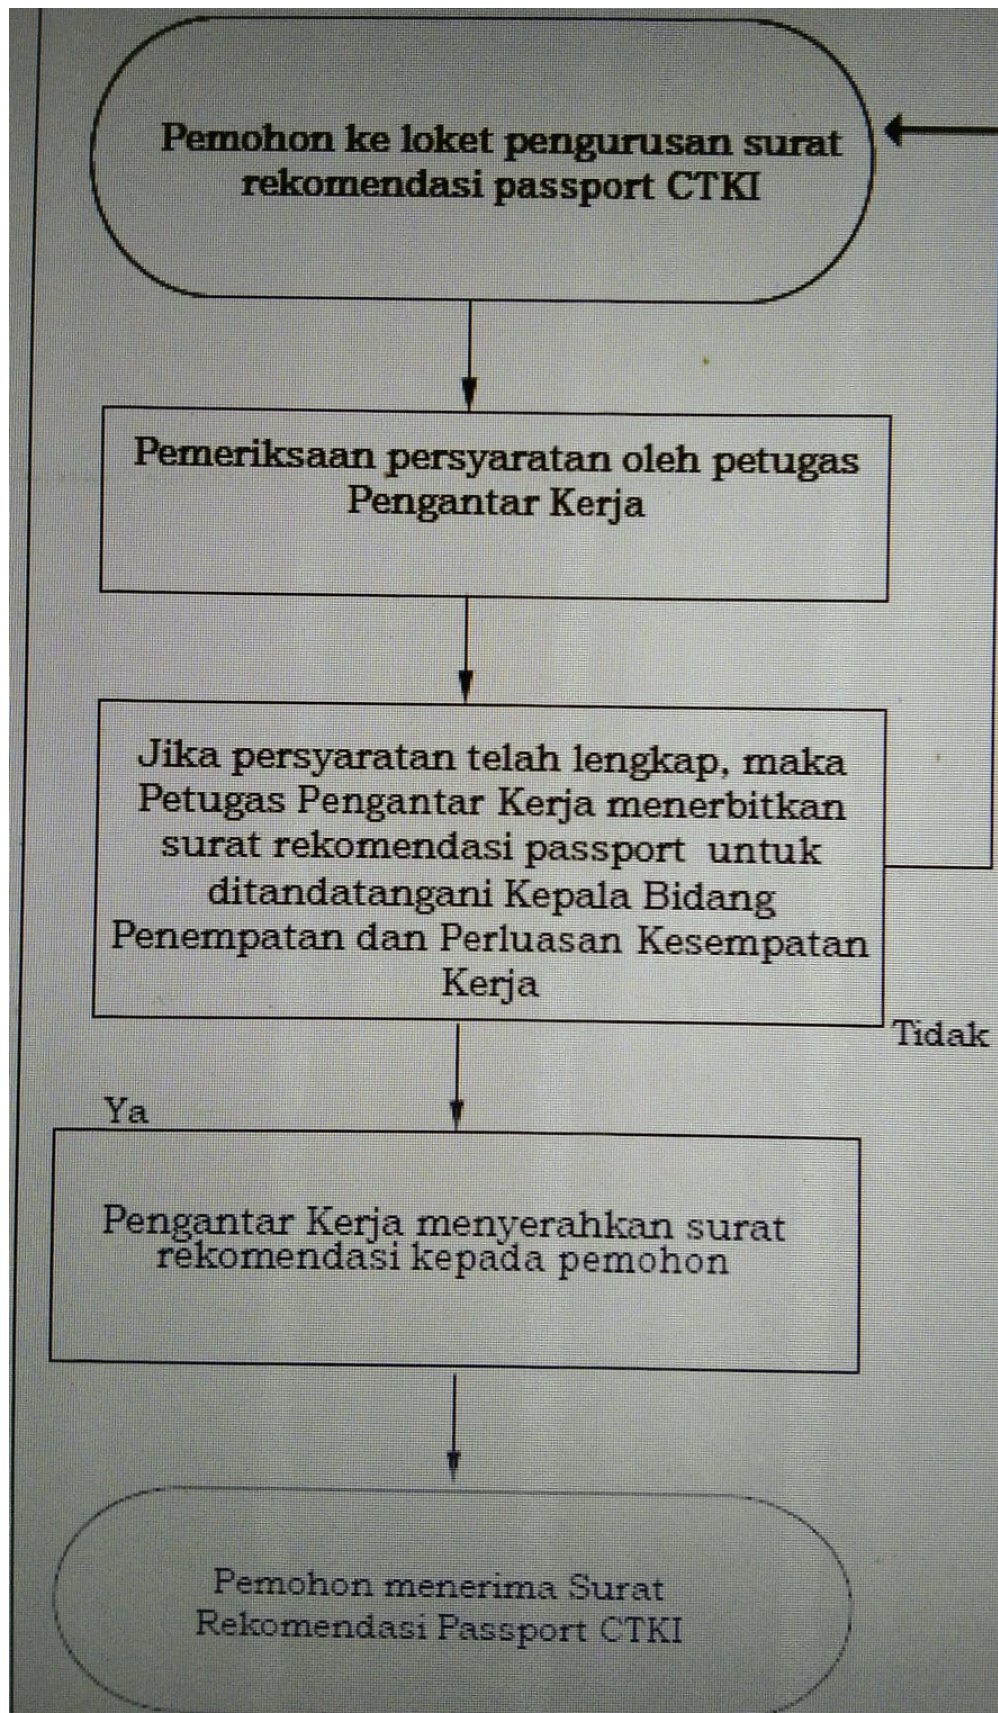 Pemohon ke loket pengurusan surat
rekomendasi passport CTKI
Pemeriksaan persyaratan oleh petugas
Pengantar Kerja
Jika persyaratan telah lengkap, maka
Petugas Pengantar Kerja menerbitkan
surat rekomendasi passport untuk
ditandatangani Kepala Bidang
Penempatan dan Perluasan Kesempatan
Kerja
Tidak
Ya
Pengantar Kerja menyerahkan surat
rekomendasi kepada pemohon
Pemohon menerima Surat
Rekomendasi Passport CTKI